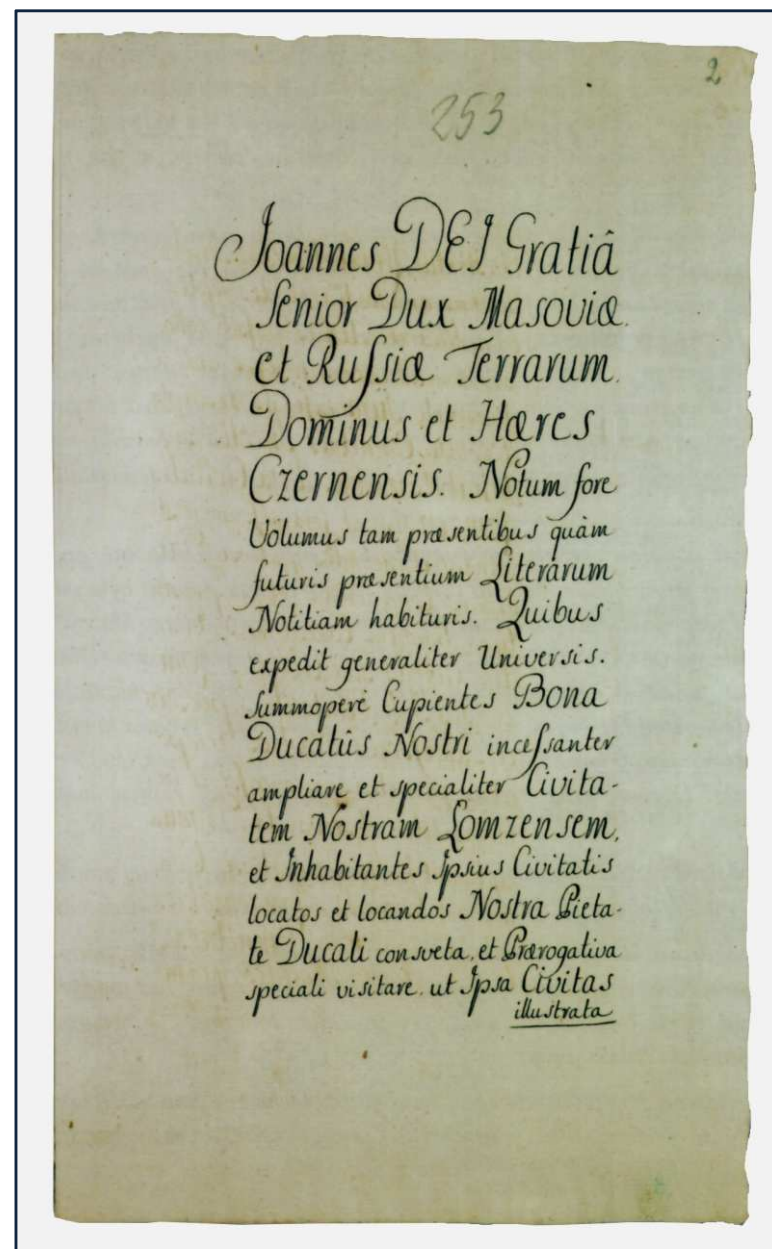 2
253
Joannes DEI Gratiâ
Senior Dux Masoviæ
et Ruſsiæ Terrarum
Dominus et Hæres
Czernensis. Notum fore
Volumus tam præsentibus quàm
futuris præsentium Literarum
Notitiam habituris. Quibus
expedit generaliter Universis.
Summoperè Cupientes Bona
Ducatûs Nostri inceſsanter
ampliare et specialiter Civita-
tem Nostram Lomzensem,
et Inhabitantes Ipsius Civitatis
locatos et locandos Nostra Pieta-
te Ducali consveta, et Prærogativa
speciali visitare, ut Ipsa Civitas
illustrata